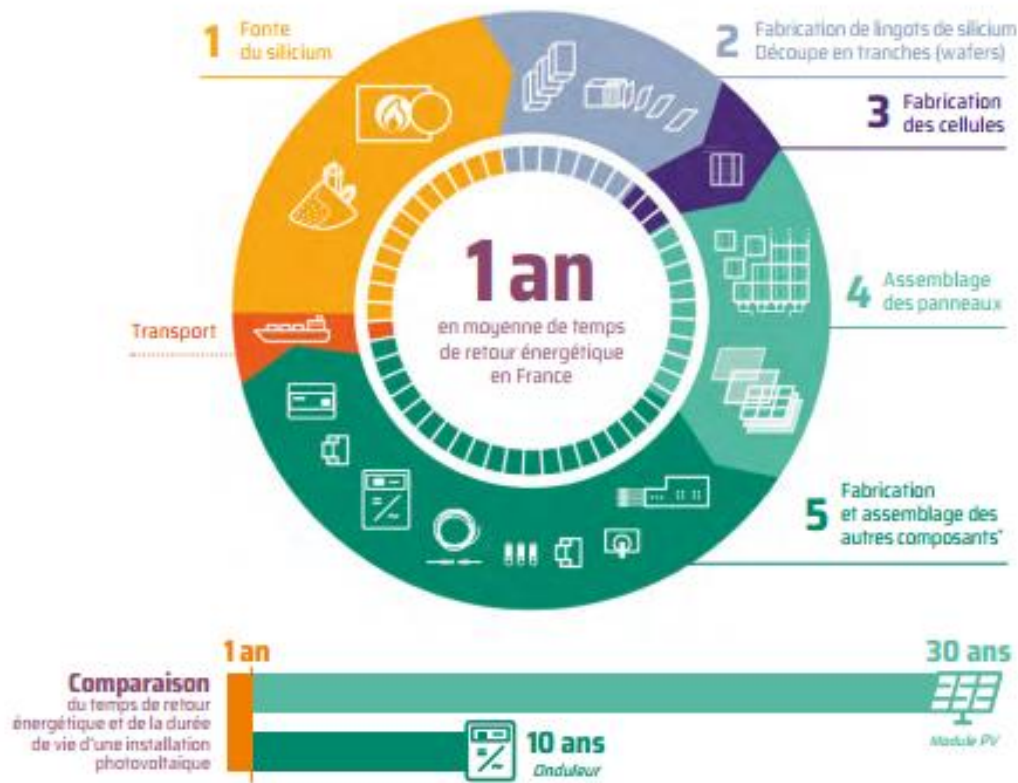 1 Fonte
du silicium
2 Fabrication de lingots de silicium
Découpe en tranches (wafers)
3 Fabrication
des cellules
1 an
en moyenne de temps
de retour énergétique
en France
4 Assemblage
des panneaux
Transport
5 Fabrication
et assemblage des
autres composants*
1 an
30 ans
Comparaison
du temps de retour
énergétique et de la durée
de vie d'une installation
photovoltaïque
Module PV
10 ans
Onduleur